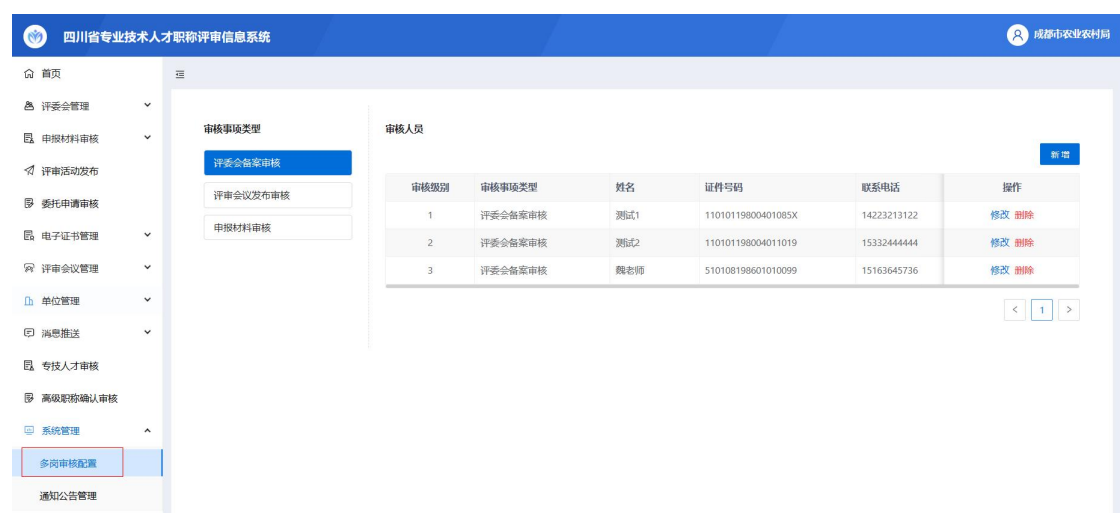 四川省专业技术人才职称评审信息系统
成都市农业农村局
首页
评委会管理
申报材料审核
评审活动发布
委托申请审核
电子证书管理
评审会议管理
单位管理
消息推送
专技人才审核
高级职称确认审核
系统管理
多岗审核配置
通知公告管理
审核事项类型
评委会备案审核
评审会议发布审核
申报材料审核
审核人员
新增
审核级别 审核事项类型 姓名 证件号码 联系电话 操作
1 评委会备案审核 测试1 11010119800401085X 14223213122 修改 删除
2 评委会备案审核 测试2 110101198004011019 15332444444 修改 删除
3 评委会备案审核 魏老师 510108198601010099 15163645736 修改 删除
< 1 >